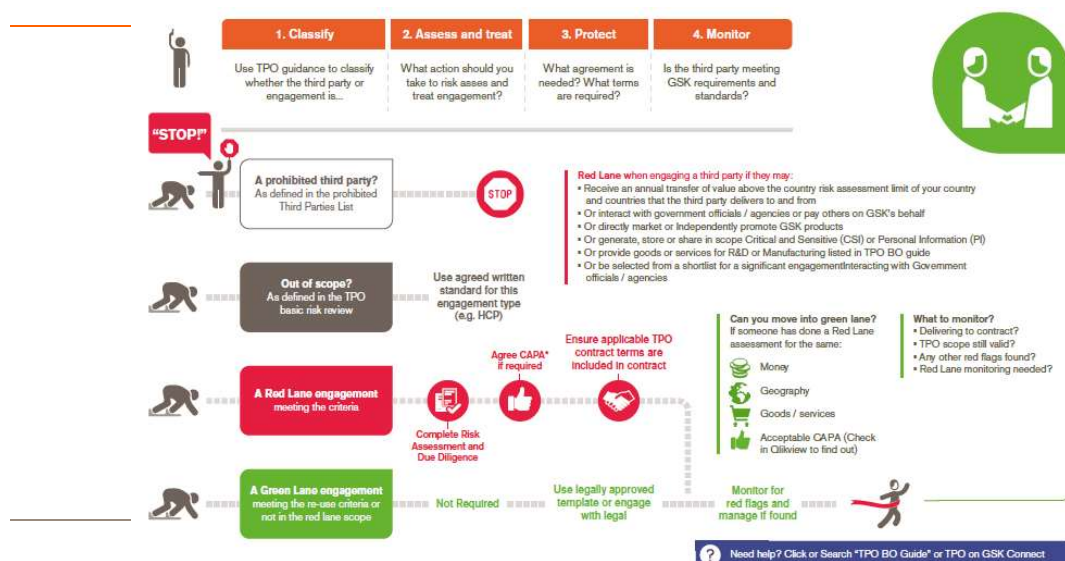 1. Classify
2. Assess and treat
3. Protect
4. Monitor
Use TPO guidance to classify
whether the third party or
engagement is...
What action should you
take to risk asses and
treat engagement?
What agreement is
needed? What terms
are required?
Is the third party meeting
GSK requirements and
standards?
"STOP!"
A prohibited third party?
As defined in the prohibited
Third Parties List
STOP
Red Lane when engaging a third party if they may:
• Receive an annual transfer of value above the country risk assessment limit of your country
and countries that the third party delivers to and from
• Or interact with government officials / agencies or pay others on GSK's behalf
• Or directly market or Independently promote GSK products
• Or generate, store or share in scope Critical and Sensitive (CSI) or Personal Information (PI)
• Or provide goods or services for R&D or Manufacturing listed in TPO BO guide
• Or be selected from a shortlist for a significant engagementInteracting with Government
officials / agencies
Out of scope?
As defined in the TPO
basic risk review
Use agreed written
standard for this
engagement type
(e.g. HCP)
Can you move into green lane?
If someone has done a Red Lane
assessment for the same:
Money
Geography
Goods / services
Acceptable CAPA (Check
in Qlikview to find out)
What to monitor?
• Delivering to contract?
• TPO scope still valid?
• Any other red flags found?
• Red Lane monitoring needed?
A Red Lane engagement
meeting the criteria
Complete Risk
Assessment and
Due Diligence
Agree CAPA*
if required
Ensure applicable TPO
contract terms are
included in contract
A Green Lane engagement
meeting the re-use criteria or
not in the red lane scope
Not Required
Use legally approved
template or engage
with legal
Monitor for
red flags and
manage if found
? Need help? Click or Search "TPO BO Guide" or TPO on GSK Connect